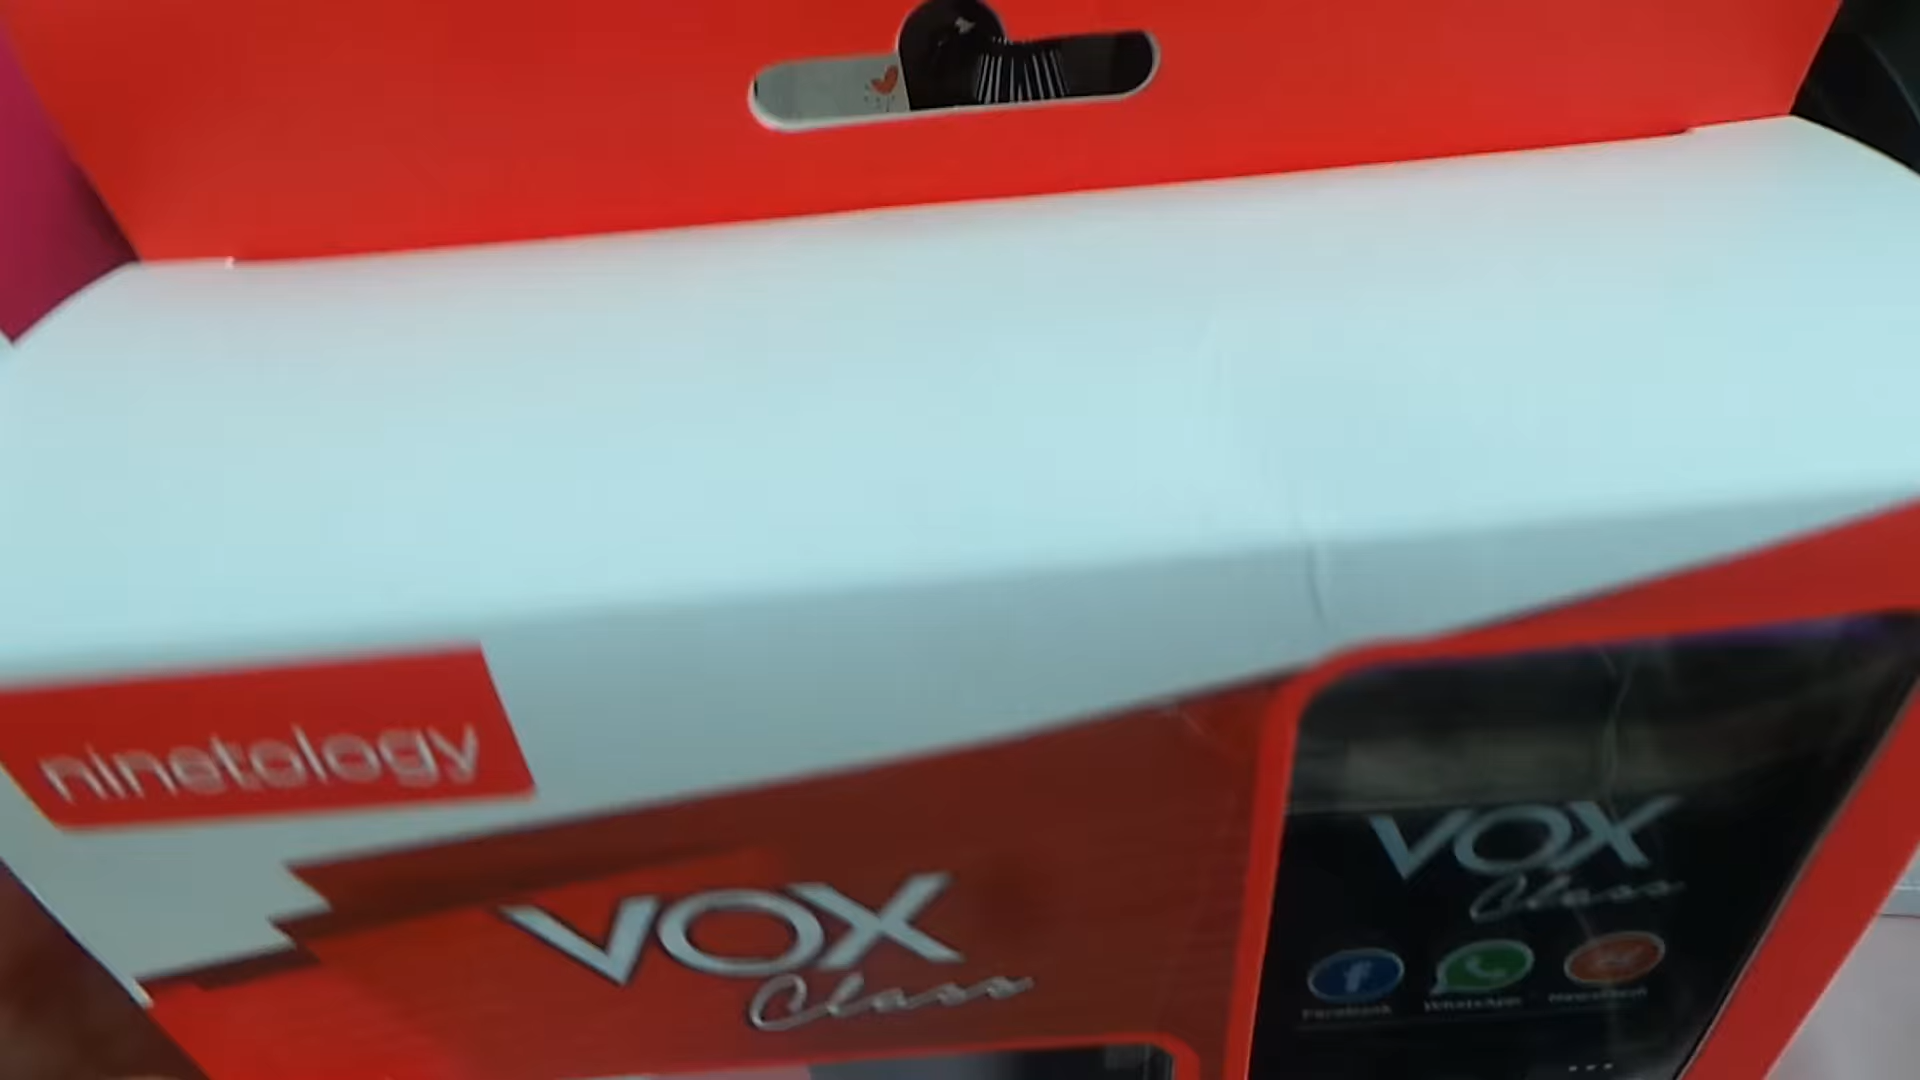 ninetology
VOX
Class
VOX
Class
Facebook
WhatsApp